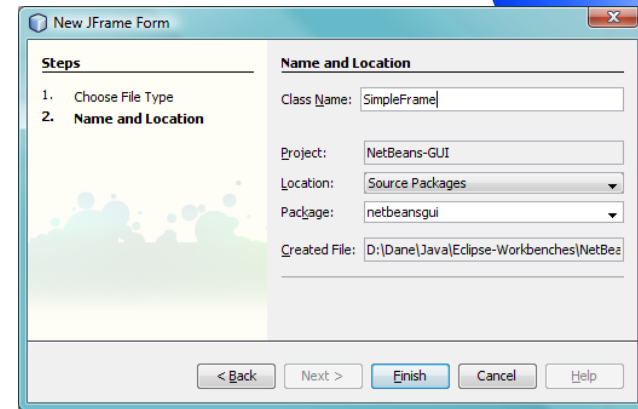 New JFrame Form
Steps
1. Choose File Type
2. Name and Location
Name and Location
Class Name: SimpleFrame
Project: NetBeans-GUI
Location: Source Packages
Package: netbeansgui
Created File: D:\Dane\Java\Eclipse-Workbenches\NetBea
< Back Next > Finish Cancel Help